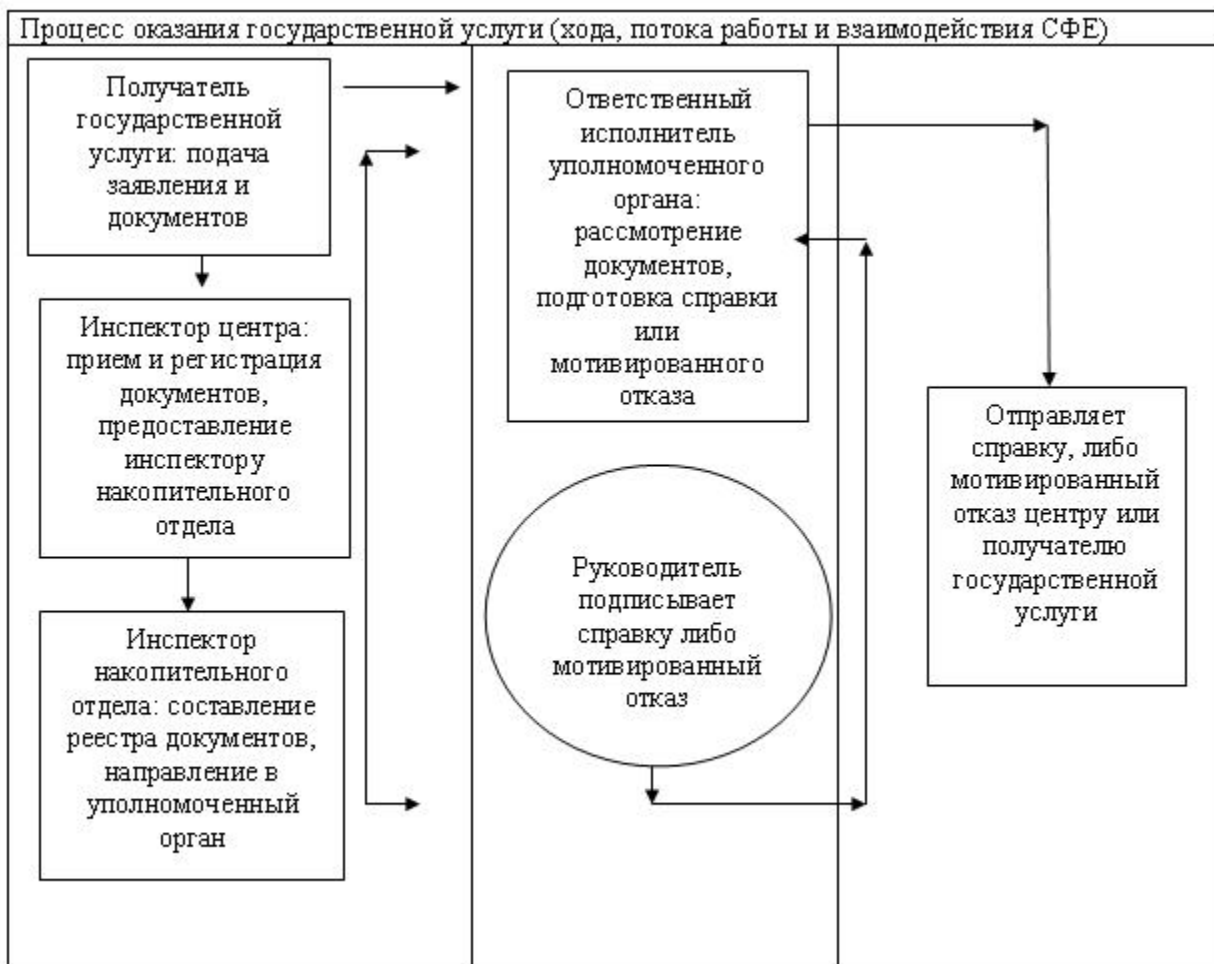 Процесс оказания государственной услуги (хода, потока работы и взаимодействия СФЕ)
Получатель
государственной
услуги: подача
заявления и
документов
Инспектор центра:
прием и регистрация
документов,
предоставление
инспектору
накопительного
отдела
Инспектор
накопительного
отдела: составление
реестра документов,
направление в
уполномоченный
орган
Ответственный
исполнитель
уполномоченного
органа:
рассмотрение
документов,
подготовка справки
или
мотивированного
отказа
Руководитель
подписывает
справку либо
мотивированный
отказ
Отправляет
справку, либо
мотивированный
отказ центру или
получателю
государственной
услуги